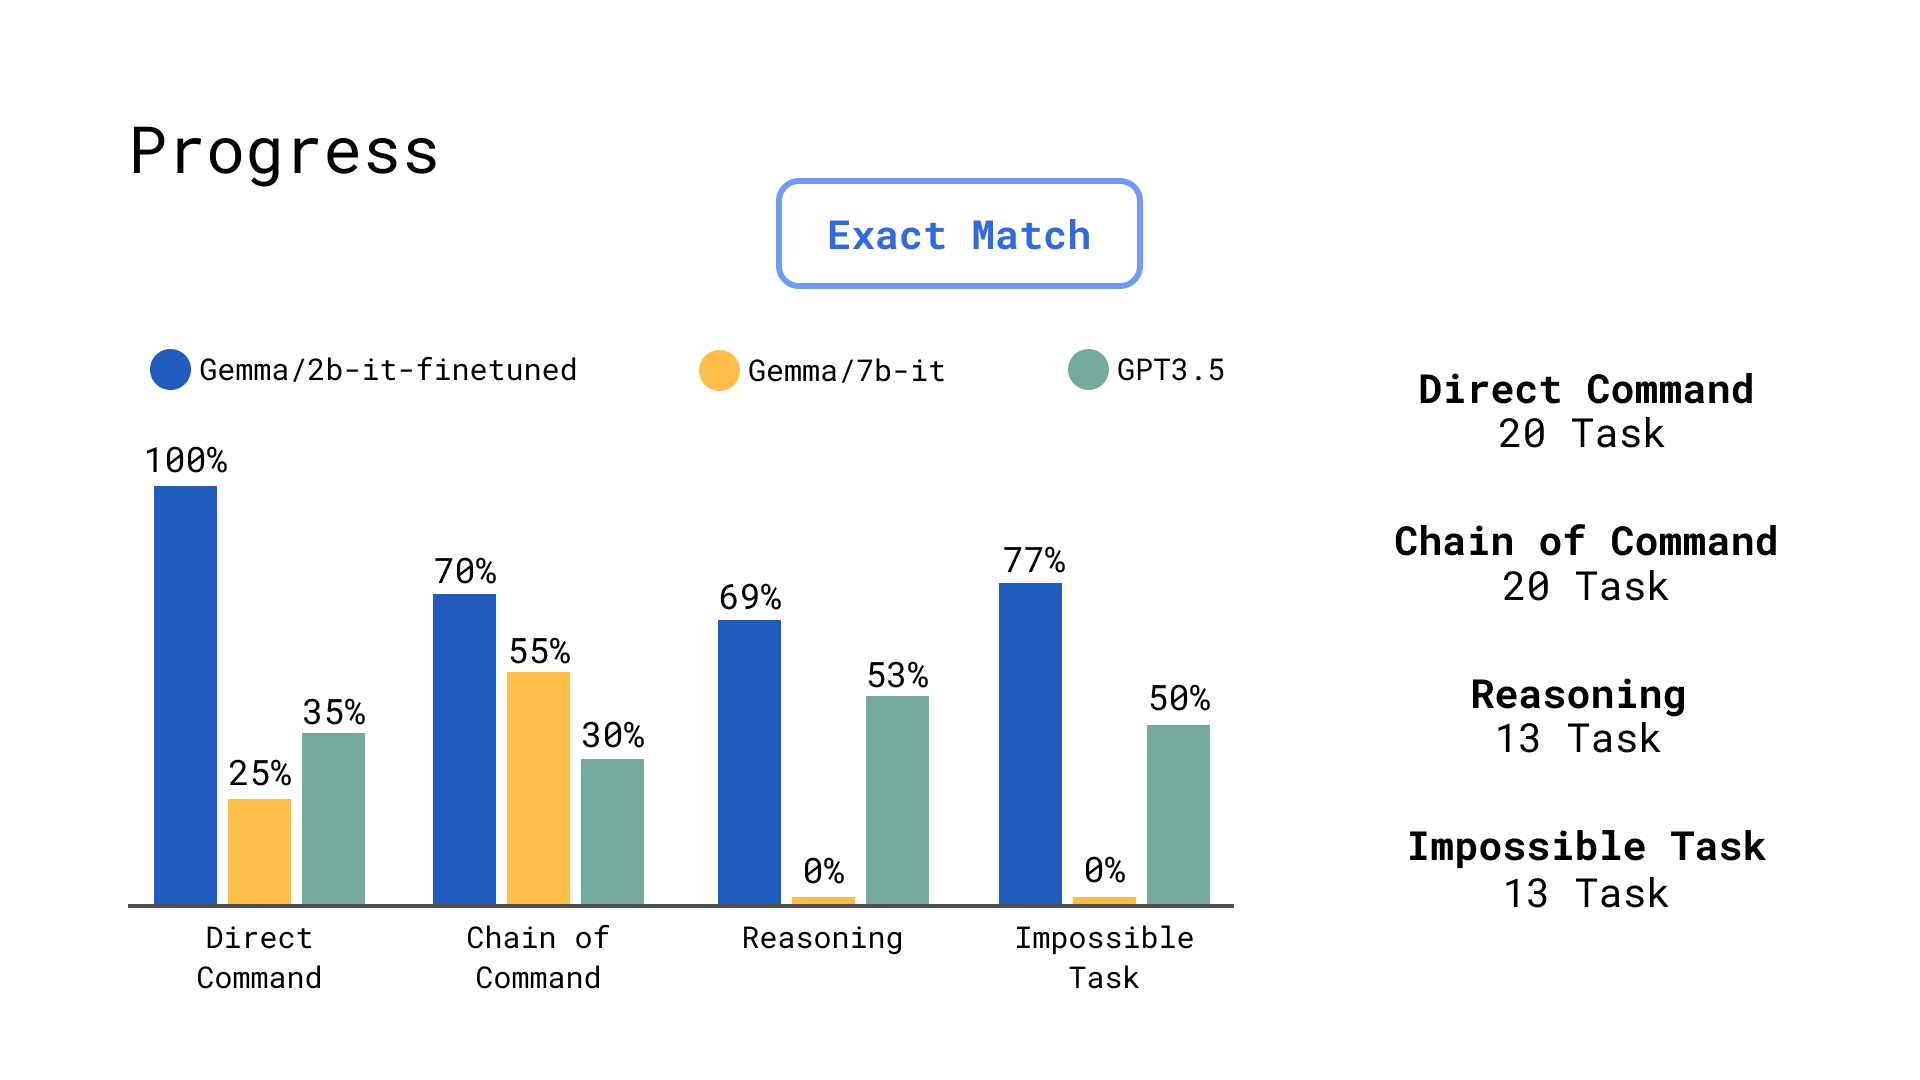 Progress
Exact Match
Gemma/2b-it-finetuned
Gemma/7b-it
GPT3.5
100%
25%
35%
70%
55%
30%
69%
0%
53%
77%
0%
50%
Direct
Command
Chain of
Command
Reasoning
Impossible
Task
Direct Command
20 Task
Chain of Command
20 Task
Reasoning
13 Task
Impossible Task
13 Task